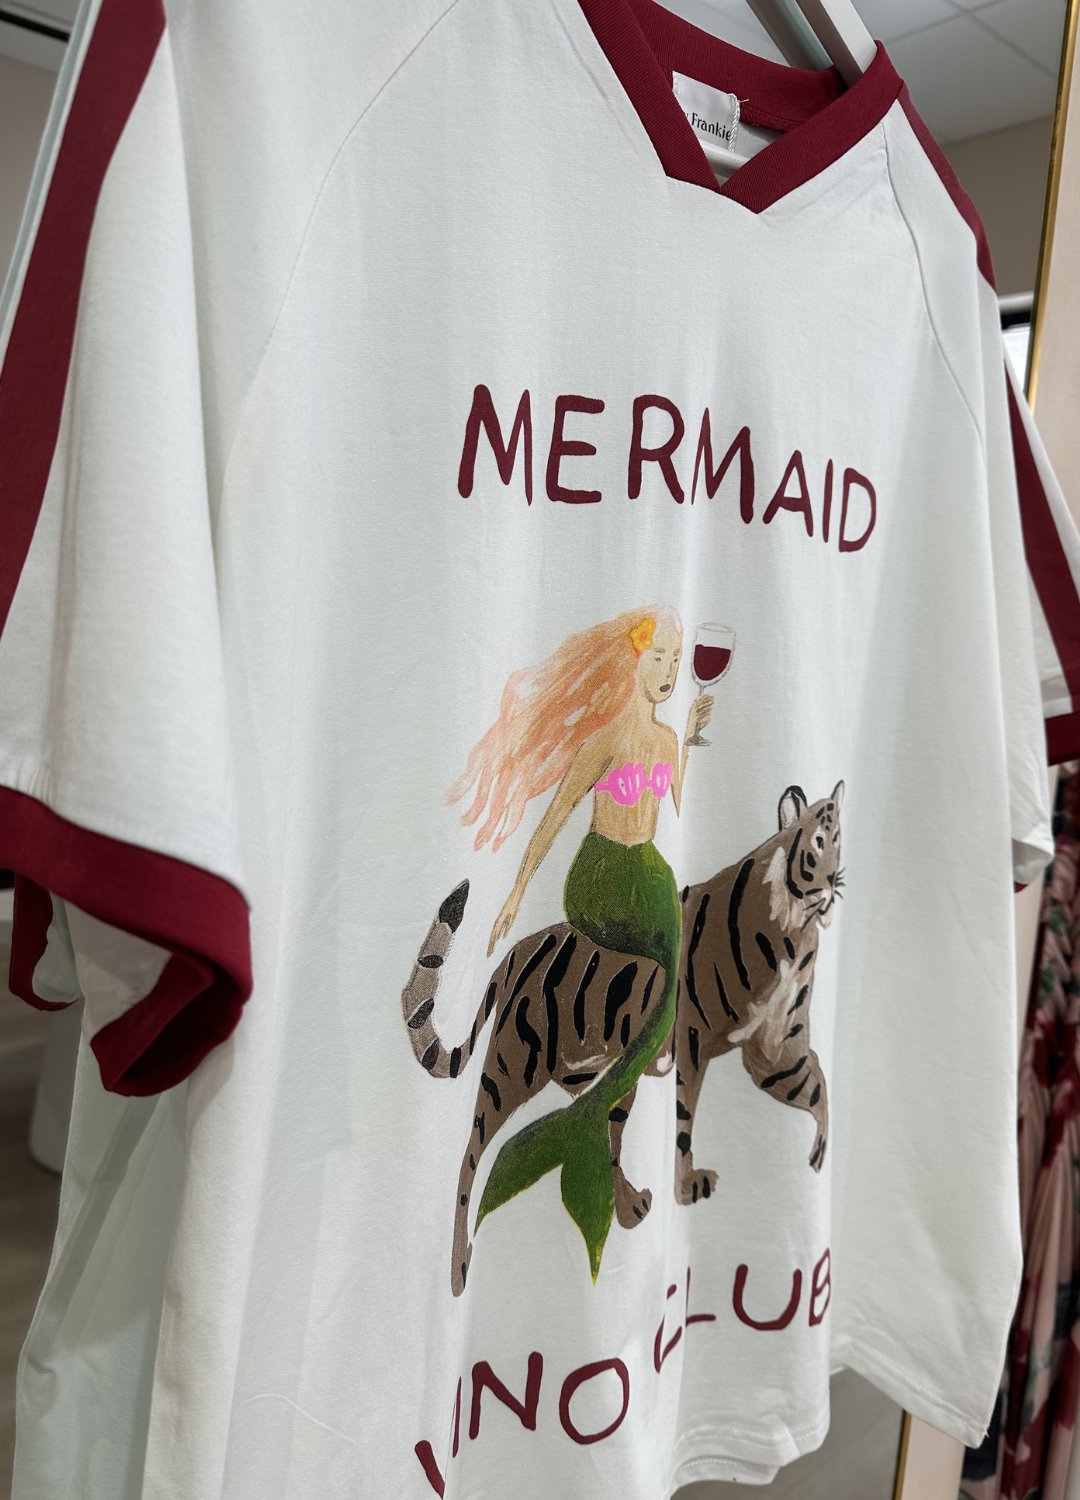 Frankie
MERMAID
VINO CLUB